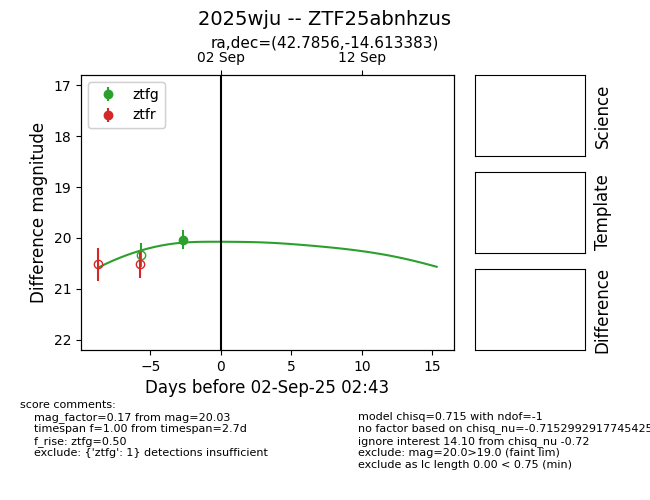 2025wju -- ZTF25abnhzus
ra,dec=(42.7856,-14.613383)
02 Sep
12 Sep
ztfg
ztfr
17
18
19
20
21
22
Difference magnitude
−5
0
5
10
15
Days before 02-Sep-25 02:43
Science
Template
Difference
score comments:
mag_factor=0.17 from mag=20.03
timespan f=1.00 from timespan=2.7d
f_rise: ztfg=0.50
exclude: {'ztfg': 1} detections insufficient
model chisq=0.715 with ndof=-1
no factor based on chisq_nu=-0.7152992917745425
ignore interest 14.10 from chisq_nu -0.72
exclude: mag=20.0>19.0 (faint lim)
exclude as lc length 0.00 < 0.75 (min)